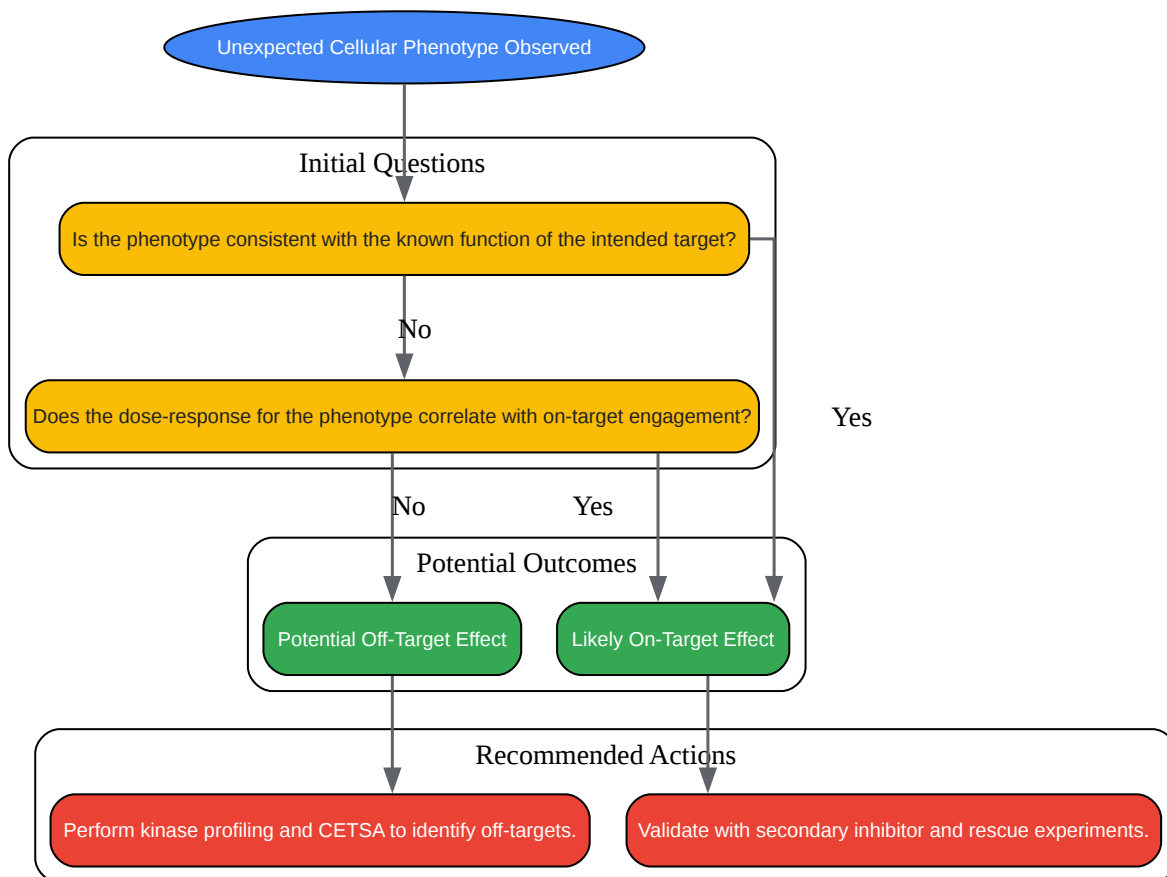 Unexpected Cellular Phenotype Observed
Initial Questions
Is the phenotype consistent with the known function of the intended target?
No
Does the dose-response for the phenotype correlate with on-target engagement?
Yes
No
Yes
Potential Outcomes
Potential Off-Target Effect
Likely On-Target Effect
Recommended Actions
Perform kinase profiling and CETSA to identify off-targets.
Validate with secondary inhibitor and rescue experiments.